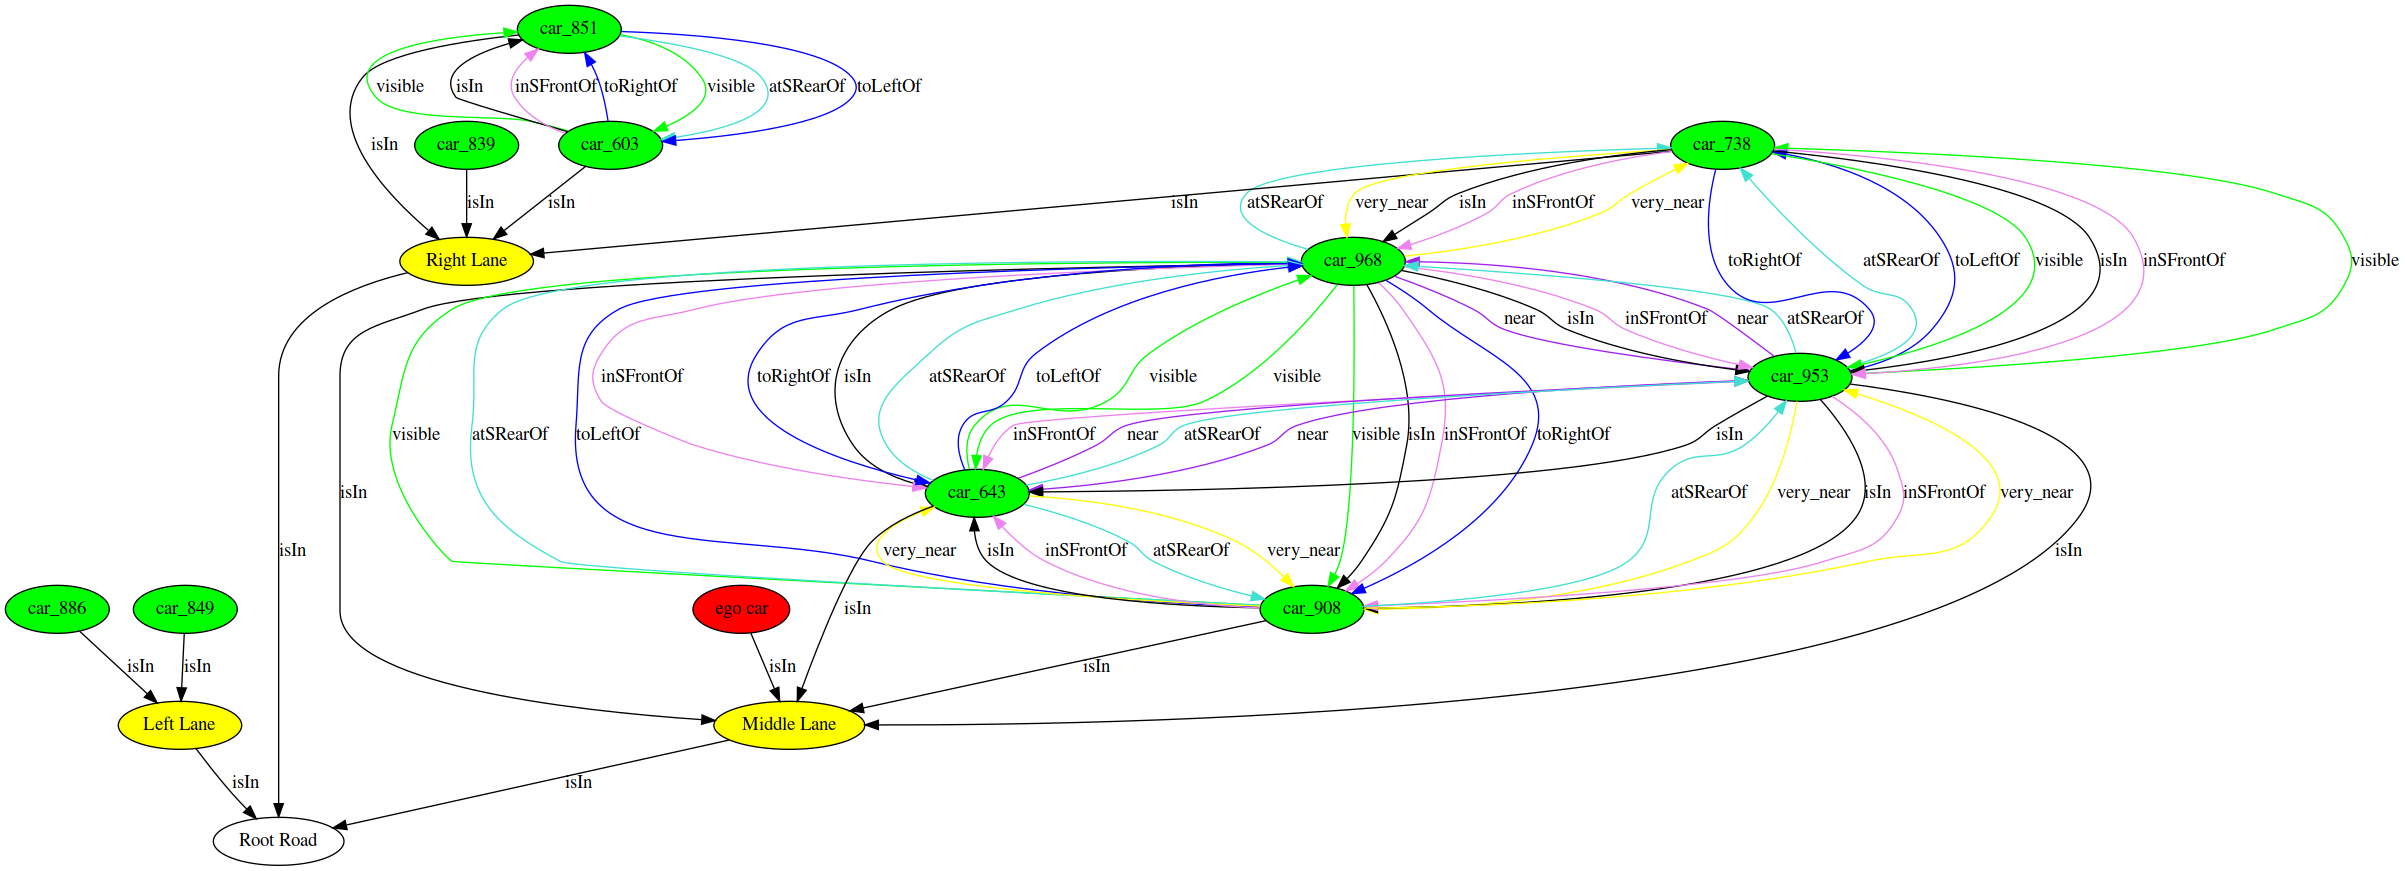 car_851
visible
isIn
inSFrontOf
toRightOf
visible
atSRearOf
toLeftOf
isIn
car_839
car_603
car_738
isIn
isIn
isIn
atSRearOf
very_near
isIn
inSFrontOf
very_near
toRightOf
atSRearOf
toLeftOf
visible
isIn
inSFrontOf
visible
Right Lane
car_968
near
isIn
inSFrontOf
near
atSRearOf
inSFrontOf
toRightOf
isIn
atSRearOf
toLeftOf
visible
visible
car_953
visible
atSRearOf
toLeftOf
inSFrontOf
near
atSRearOf
near
visible
isIn
inSFrontOf
toRightOf
isIn
isIn
car_643
atSRearOf
very_near
isIn
inSFrontOf
very_near
isIn
very_near
isIn
inSFrontOf
atSRearOf
very_near
isIn
car_886
car_849
ego car
isIn
car_908
isIn
isIn
isIn
isIn
Left Lane
Middle Lane
isIn
isIn
Root Road